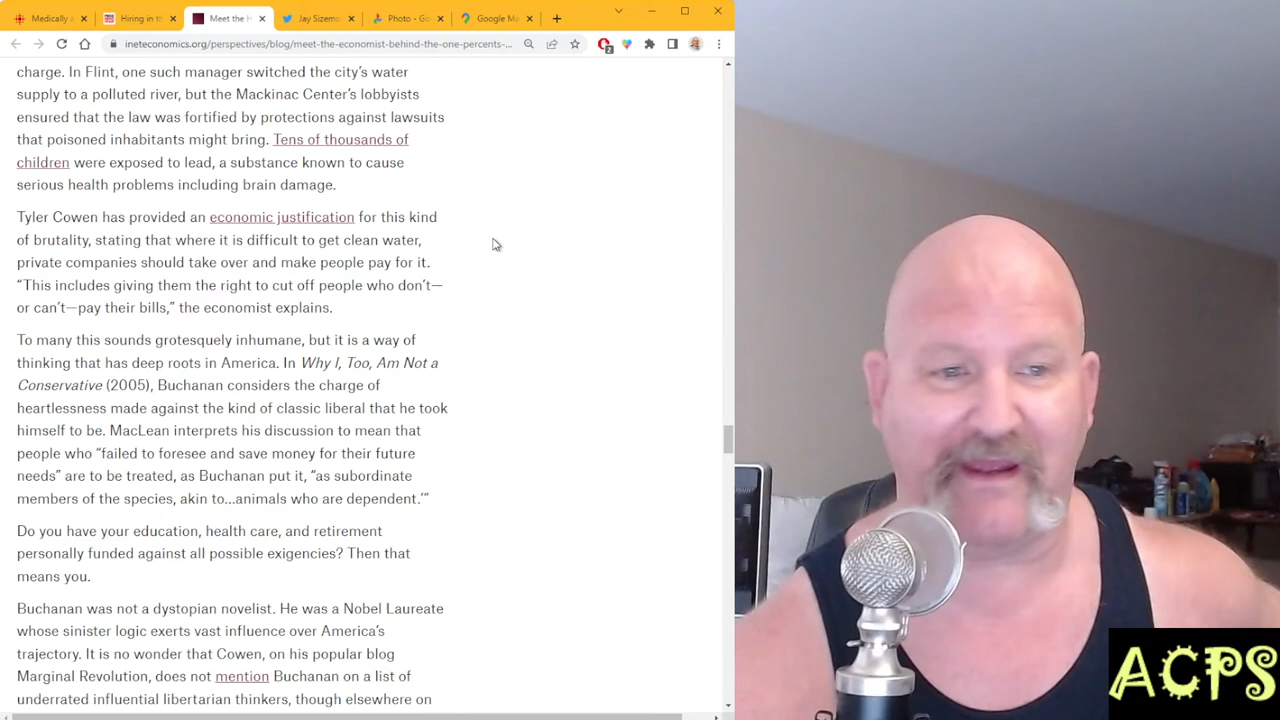 Medically a
Hiring in th
Meet the H
Jay Sizemo
Photo - Go
Google Ma
ineteconomics.org/perspectives/blog/meet-the-economist-behind-the-one-percents-...
2
charge. In Flint, one such manager switched the city's water
supply to a polluted river, but the Mackinac Center's lobbyists
ensured that the law was fortified by protections against lawsuits
that poisoned inhabitants might bring. Tens of thousands of
children were exposed to lead, a substance known to cause
serious health problems including brain damage.
Tyler Cowen has provided an economic justification for this kind
of brutality, stating that where it is difficult to get clean water,
private companies should take over and make people pay for it.
“This includes giving them the right to cut off people who don't—
or can't—pay their bills,” the economist explains.
To many this sounds grotesquely inhumane, but it is a way of
thinking that has deep roots in America. In Why I, Too, Am Not a
Conservative (2005), Buchanan considers the charge of
heartlessness made against the kind of classic liberal that he took
himself to be. MacLean interprets his discussion to mean that
people who “failed to foresee and save money for their future
needs” are to be treated, as Buchanan put it, “as subordinate
members of the species, akin to…animals who are dependent.’”
Do you have your education, health care, and retirement
personally funded against all possible exigencies? Then that
means you.
Buchanan was not a dystopian novelist. He was a Nobel Laureate
whose sinister logic exerts vast influence over America's
trajectory. It is no wonder that Cowen, on his popular blog
Marginal Revolution, does not mention Buchanan on a list of
underrated influential libertarian thinkers, though elsewhere on
ACPS